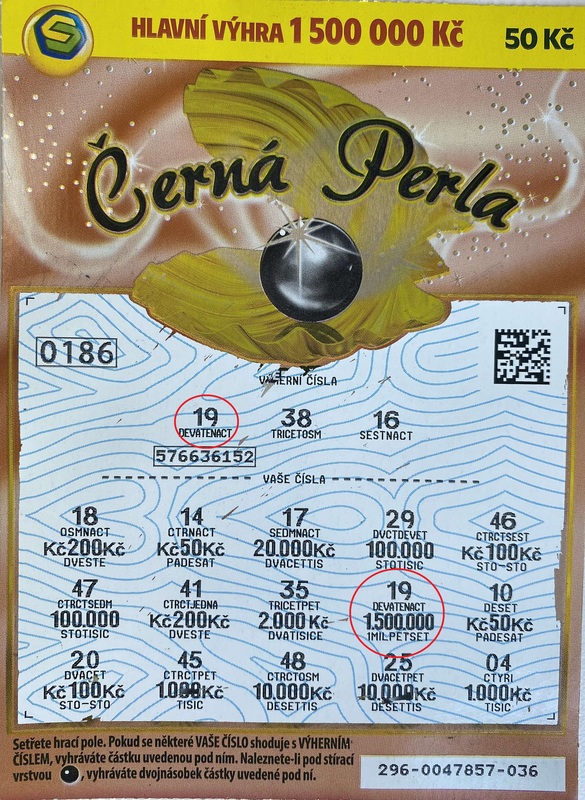 HLAVNÍ VÝHRA 1 500 000 Kč 50 Kč
Černá Perla
0186
VÝHERNÍ ČÍSLA
19 38 16
DEVATENACT TRICETOSM SESTNACT
576636152
VAŠE ČÍSLA
18 14 17 29 46
OSMNACT CTRNACT SEDMNACT DVCTDEVET CTRCTSEST
Kč200Kč Kč50Kč 20.000Kč 100.000 Kč100Kč
DVESTE PADESAT DVACETTIS STOTISIC STO-STO
47 41 35 19 10
CTRCTSEDM CTRCTJEDNA TRICETPET DEVATENACT DESET
100.000 Kč200Kč 2.000 Kč 1.500.000 Kč50Kč
STOTISIC DVESTE DVATISICE 1MILPETSET PADESAT
20 45 48 25 04
DVACET CTRCTPET CTRCTOSM DVACETPET CTYRI
Kč100Kč 1.000Kč 10.000Kč 10.000Kč 1.000Kč
STO-STO TISIC DESETTIS DESETTIS TISIC
Setřete hrací pole. Pokud se některé VAŠE ČÍSLO shoduje s VÝHERNÍM
ČÍSLEM, vyhráváte částku uvedenou pod ním. Naleznete-li pod stírací
vrstvou , vyhráváte dvojnásobek částky uvedené pod ní.
296-0047857-036